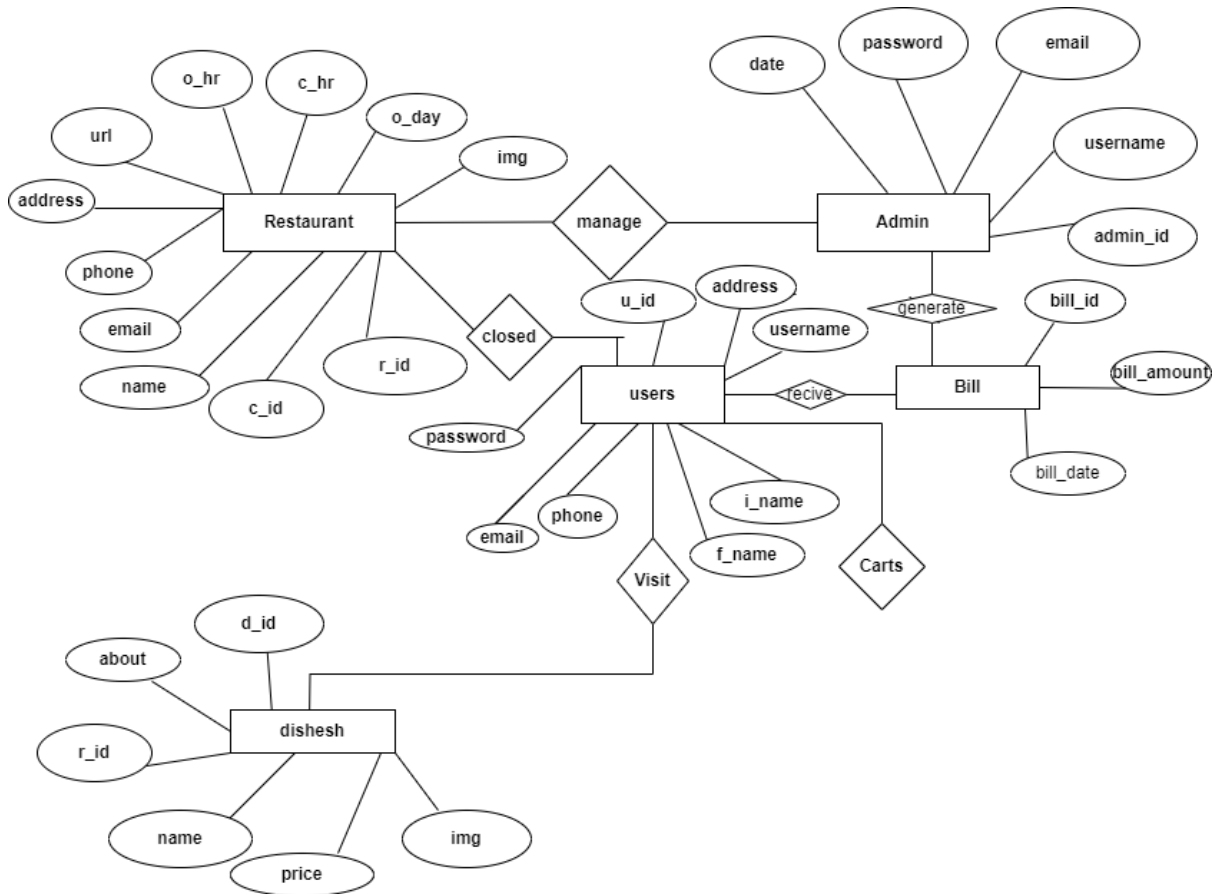 password
email
o_hr
c_hr
date
o_day
url
img
username
address
Restaurant
manage
Admin
admin_id
phone
address
u_id
bill_id
generate
email
username
closed
r_id
bill_amount
name
users
recive
Bill
c_id
password
bill_date
i_name
phone
email
f_name
Visit
Carts
d_id
about
dishesh
r_id
name
img
price